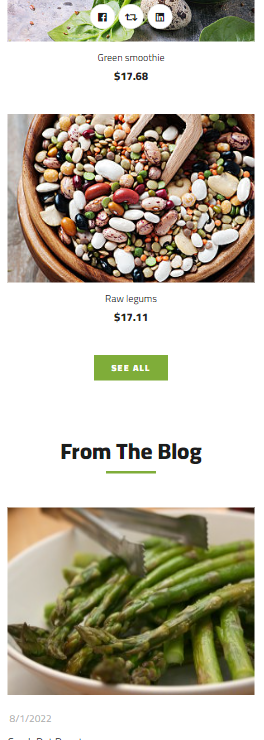 Green smoothie
$17.68
Raw legums
$17.11
SEE ALL
From The Blog
8/1/2022